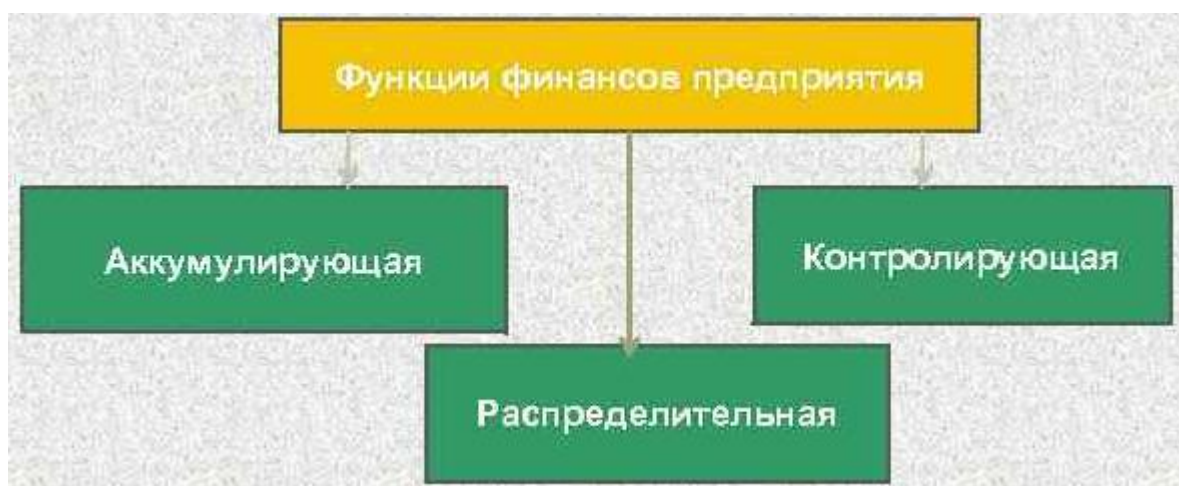 Функции финансов предприятия
Аккумулирующая
Контролирующая
Распределительная